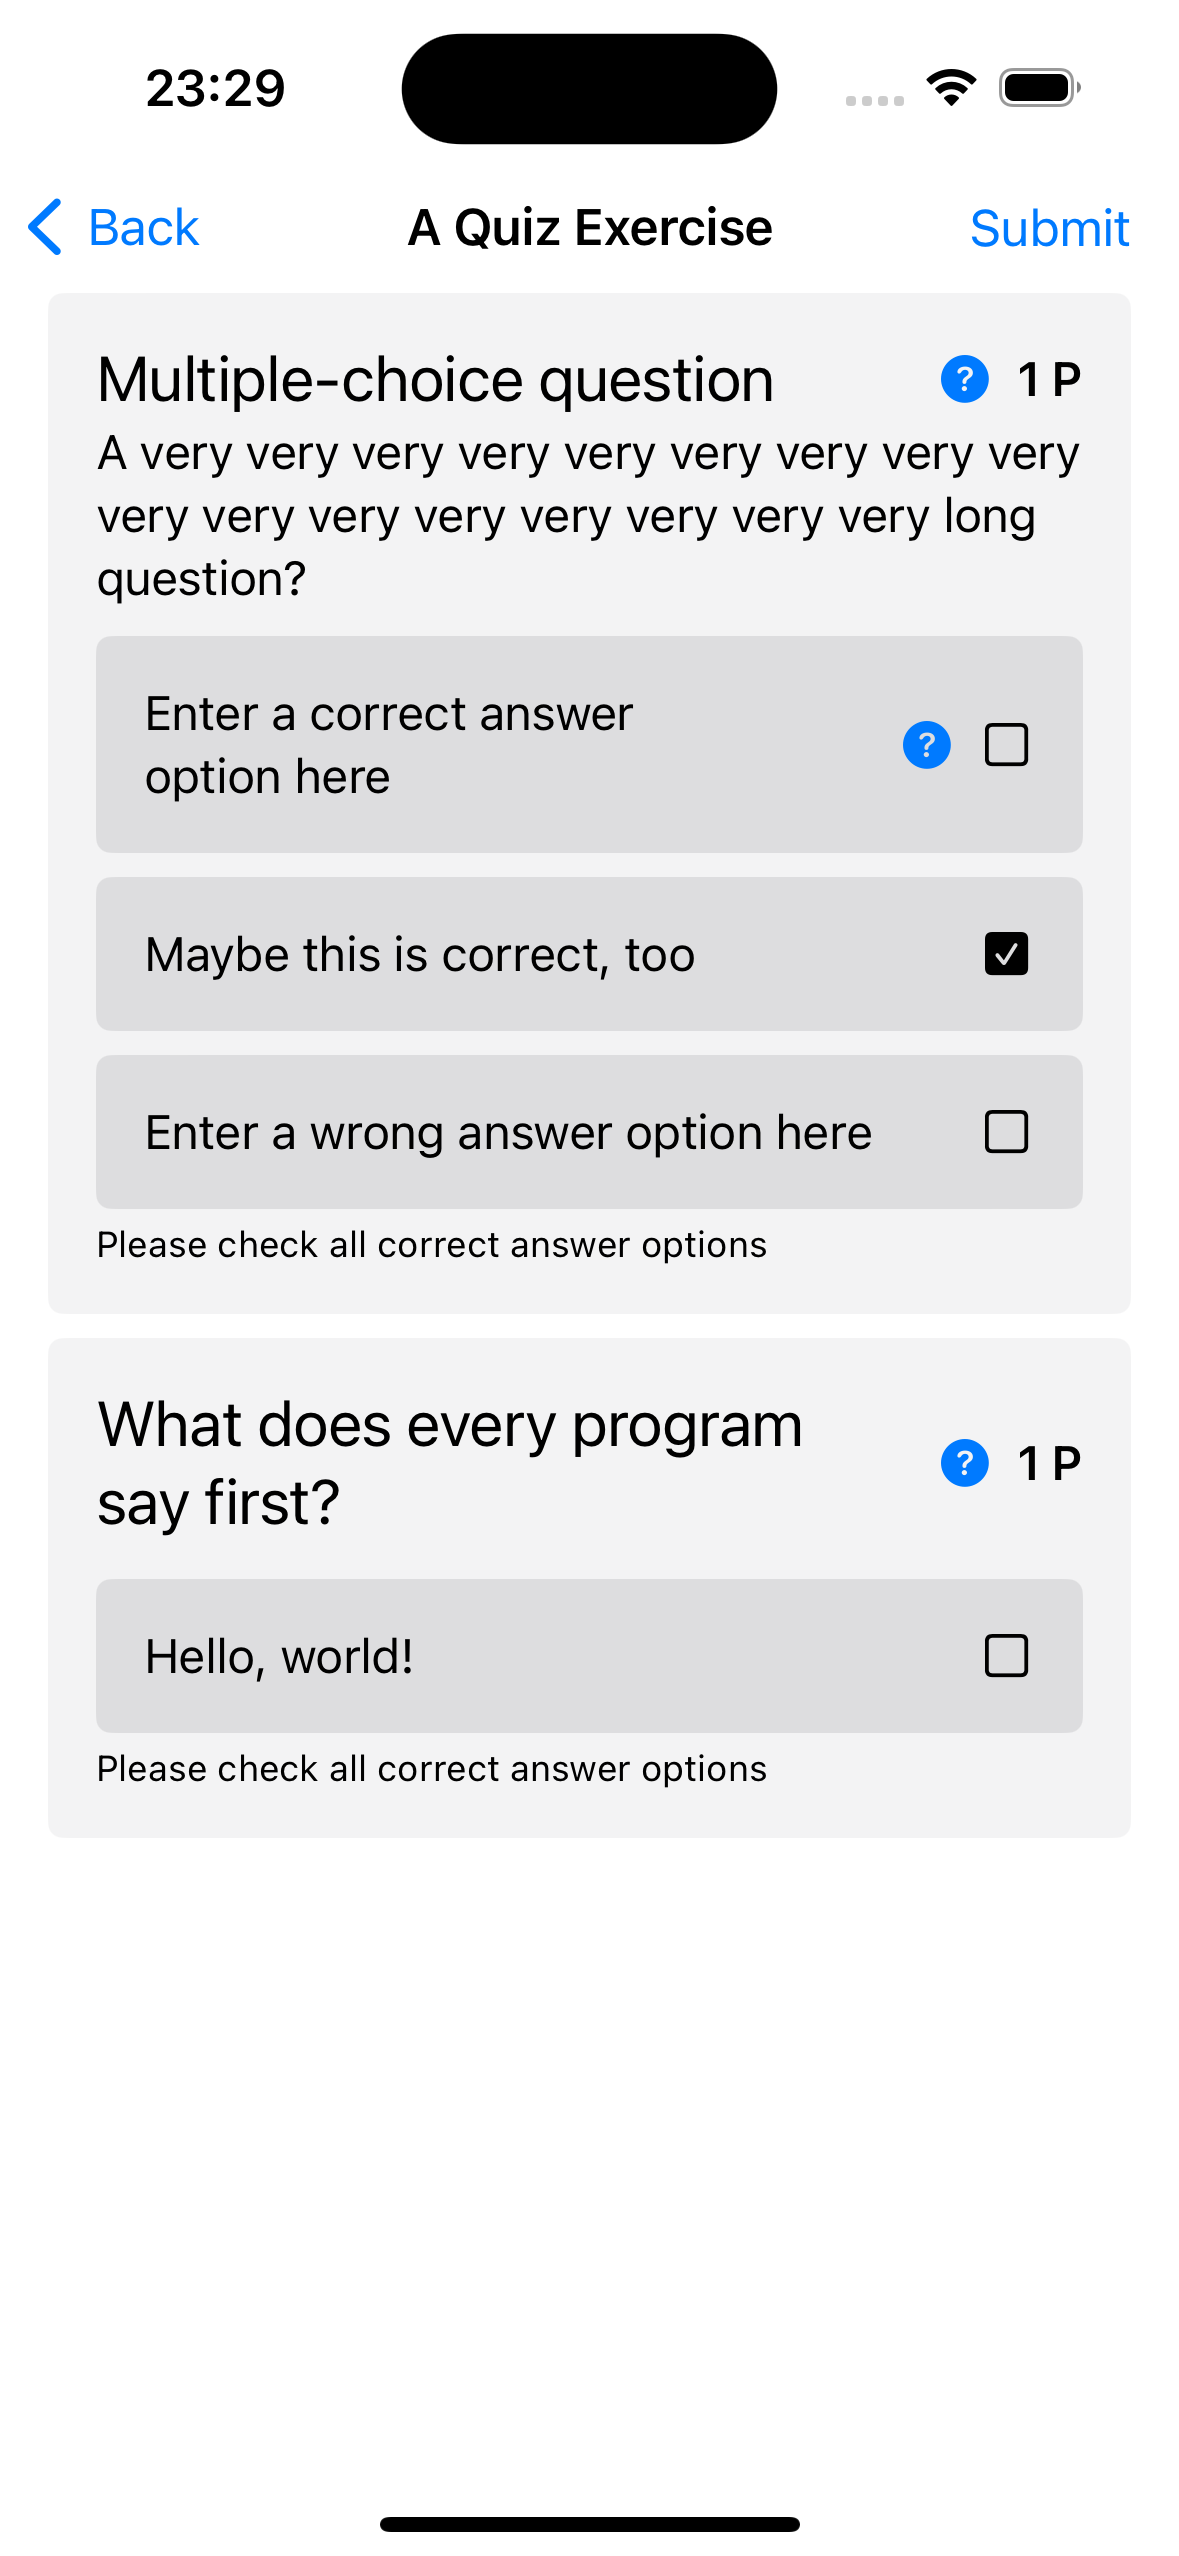 23:29
Back
A Quiz Exercise
Submit
Multiple-choice question
? 1 P
A very very very very very very very very very
very very very very very very very very long
question?
Enter a correct answer
option here
?
Maybe this is correct, too
Enter a wrong answer option here
Please check all correct answer options
What does every program
say first?
? 1 P
Hello, world!
Please check all correct answer options